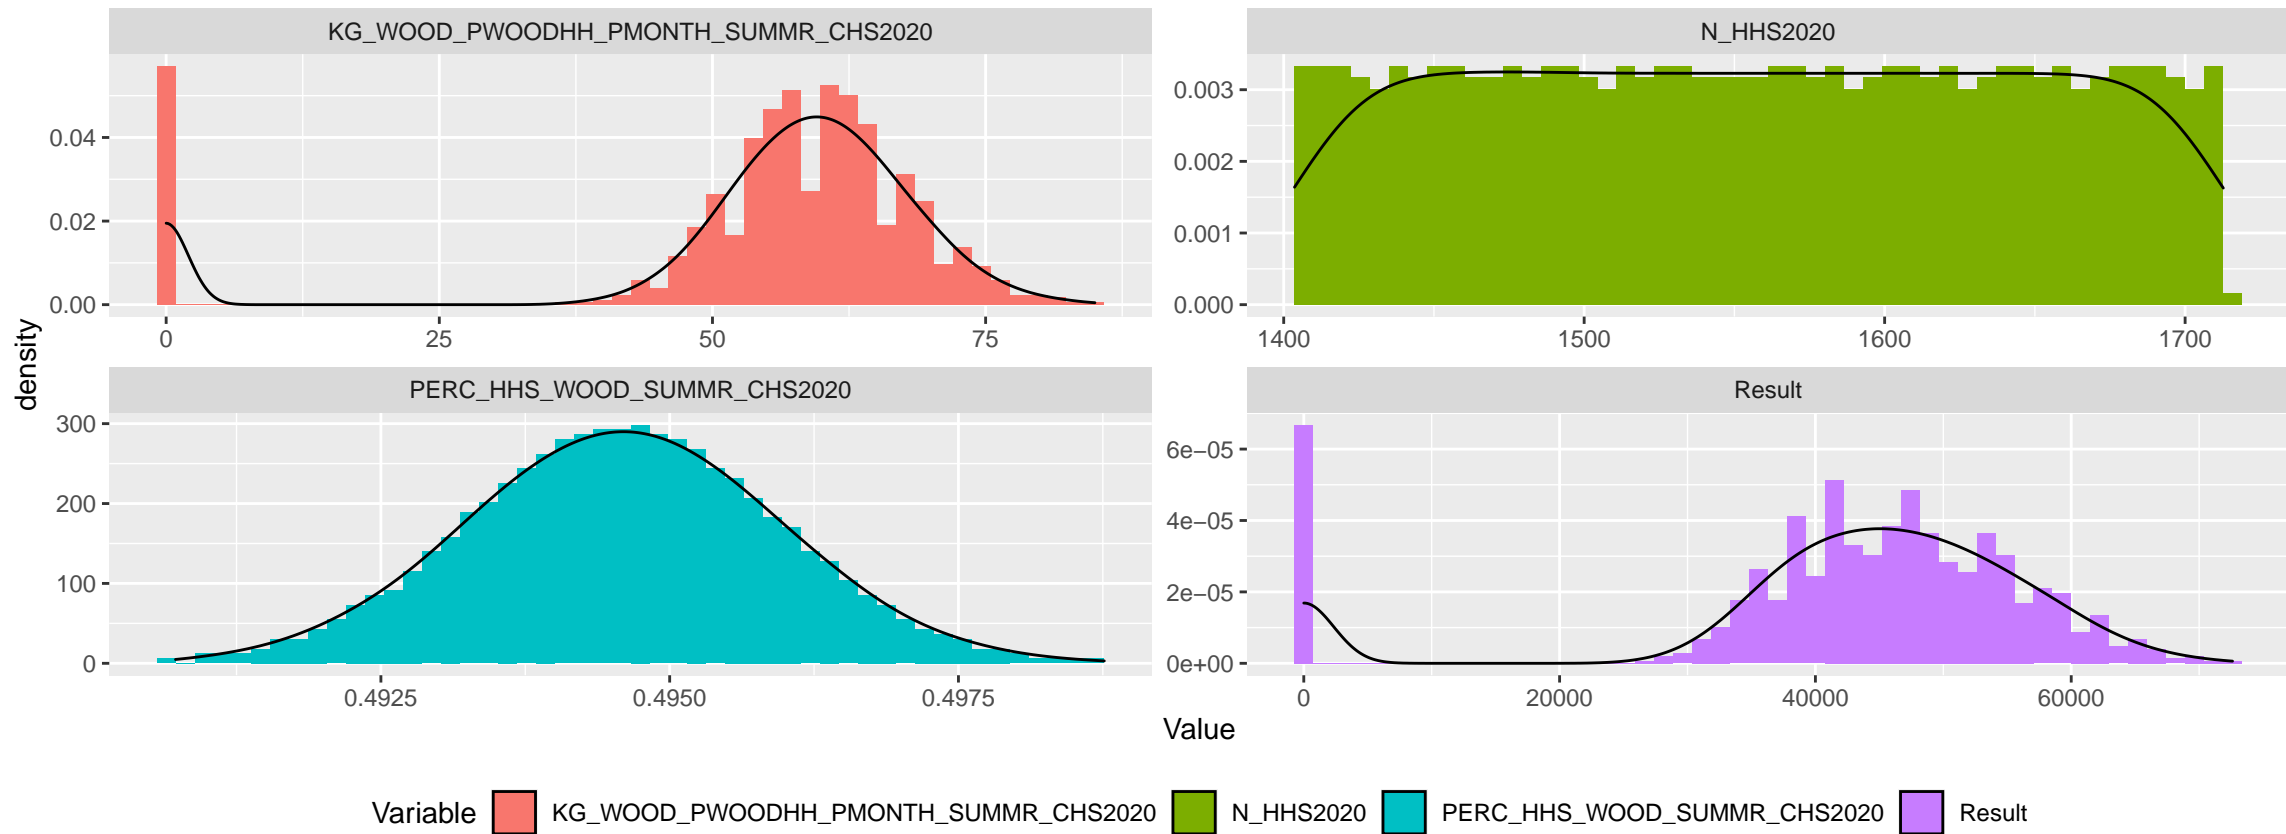 KG_WOOD_PWOODHH_PMONTH_SUMMR_CHS2020
N_HHS2020
0.04
0.02
0.00
0
25
50
75
0.003
0.002
0.001
0.000
1400
1500
1600
1700
density
PERC_HHS_WOOD_SUMMR_CHS2020
Result
300
200
100
0
0.4925
0.4950
0.4975
6e−05
4e−05
2e−05
0e+00
0
20000
40000
60000
Value
Variable KG_WOOD_PWOODHH_PMONTH_SUMMR_CHS2020 N_HHS2020 PERC_HHS_WOOD_SUMMR_CHS2020 Result